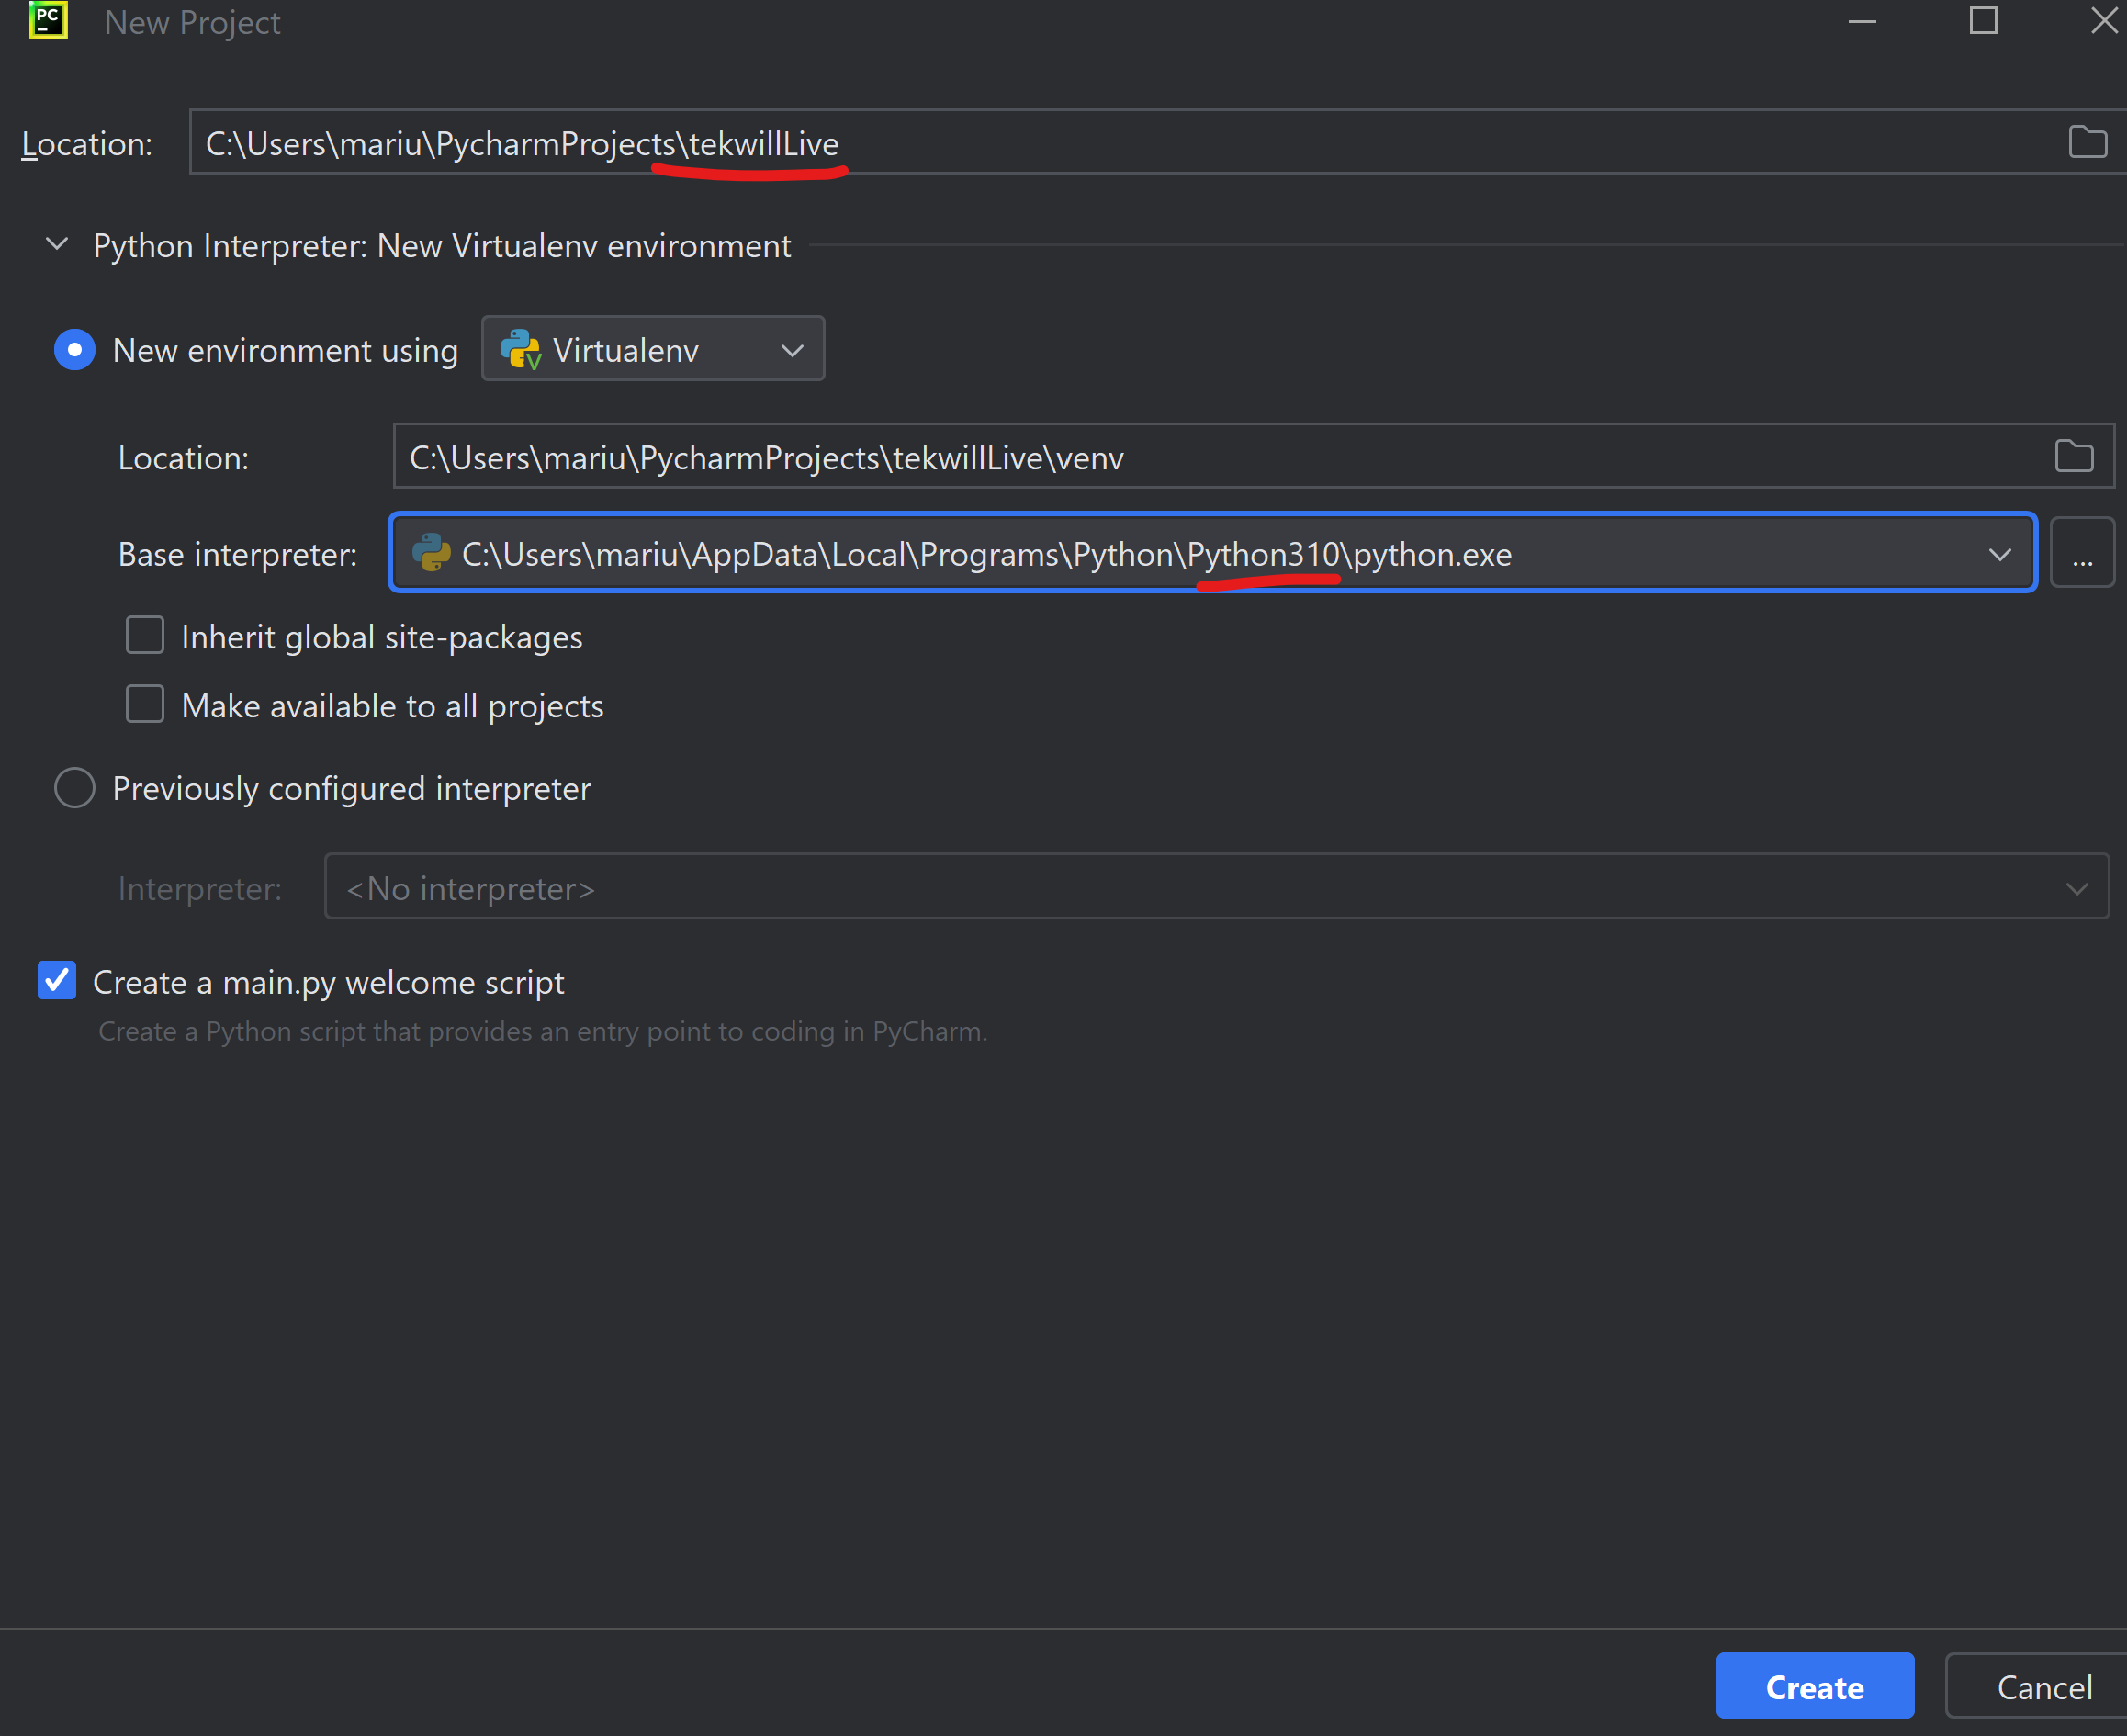 PC
New Project
Location: C:\Users\mariu\PycharmProjects\tekwillLive
Python Interpreter: New Virtualenv environment
New environment using Virtualenv
Location: C:\Users\mariu\PycharmProjects\tekwillLive\venv
Base interpreter: C:\Users\mariu\AppData\Local\Programs\Python\Python310\python.exe ...
Inherit global site-packages
Make available to all projects
Previously configured interpreter
Interpreter: <No interpreter>
Create a main.py welcome script
Create a Python script that provides an entry point to coding in PyCharm.
Create Cancel